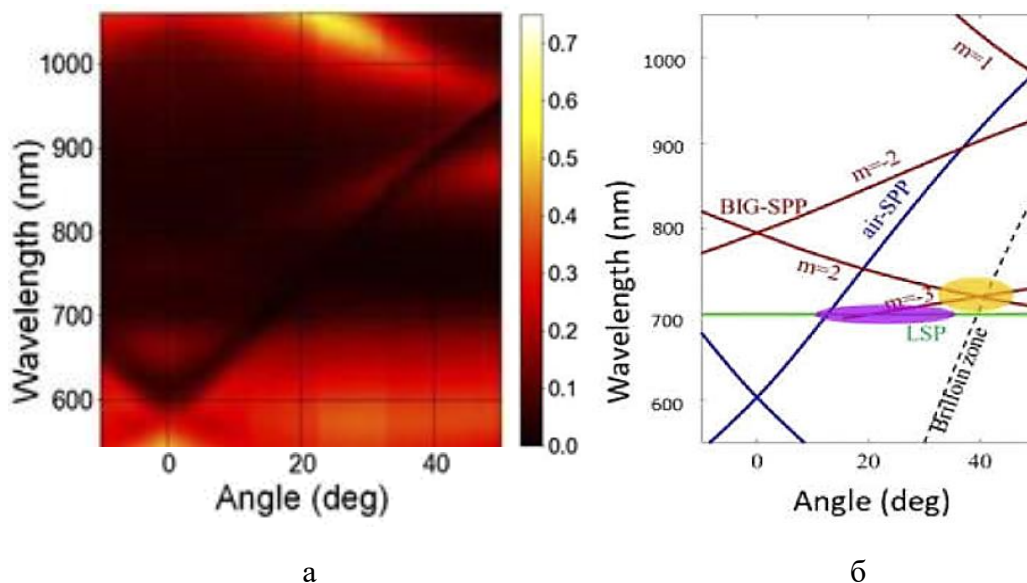 Wavelength (nm)
1000
900
800
700
600
0
20
40
Angle (deg)
0.7
0.6
0.5
0.4
0.3
0.2
0.1
0.0
а
Wavelength (nm)
1000
900
800
700
600
0
20
40
Angle (deg)
m=1
m=-2
BIG-SPP
air-SPP
m=2
m=-3
LSP
Brilloin zone
б